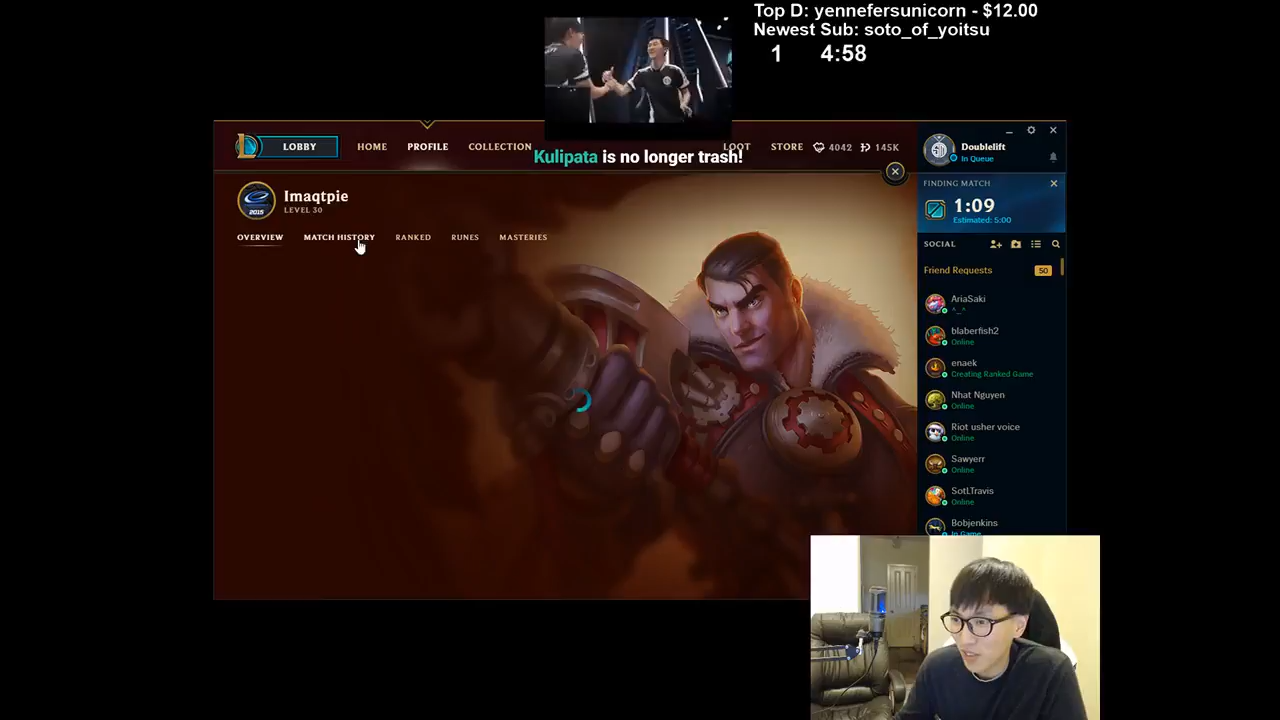 Top D: yennefersunicorn - $12.00
Newest Sub: soto_of_yoitsu
1 4:58
LOBBY HOME PROFILE COLLECTION LOOT STORE 4042 145K
Kulipata is no longer trash!
Doublelift
In Queue
FINDING MATCH
1:09
Estimated: 5:00
2015
Imaqtpie
LEVEL 30
OVERVIEW MATCH HISTORY RANKED RUNES MASTERIES
SOCIAL
Friend Requests 50
AriaSaki
^_^
blaberfish2
Online
enaek
Creating Ranked Game
Nhat Nguyen
Online
Riot usher voice
Online
Sawyerr
Online
SotLTravis
Online
Bobjenkins
In Game